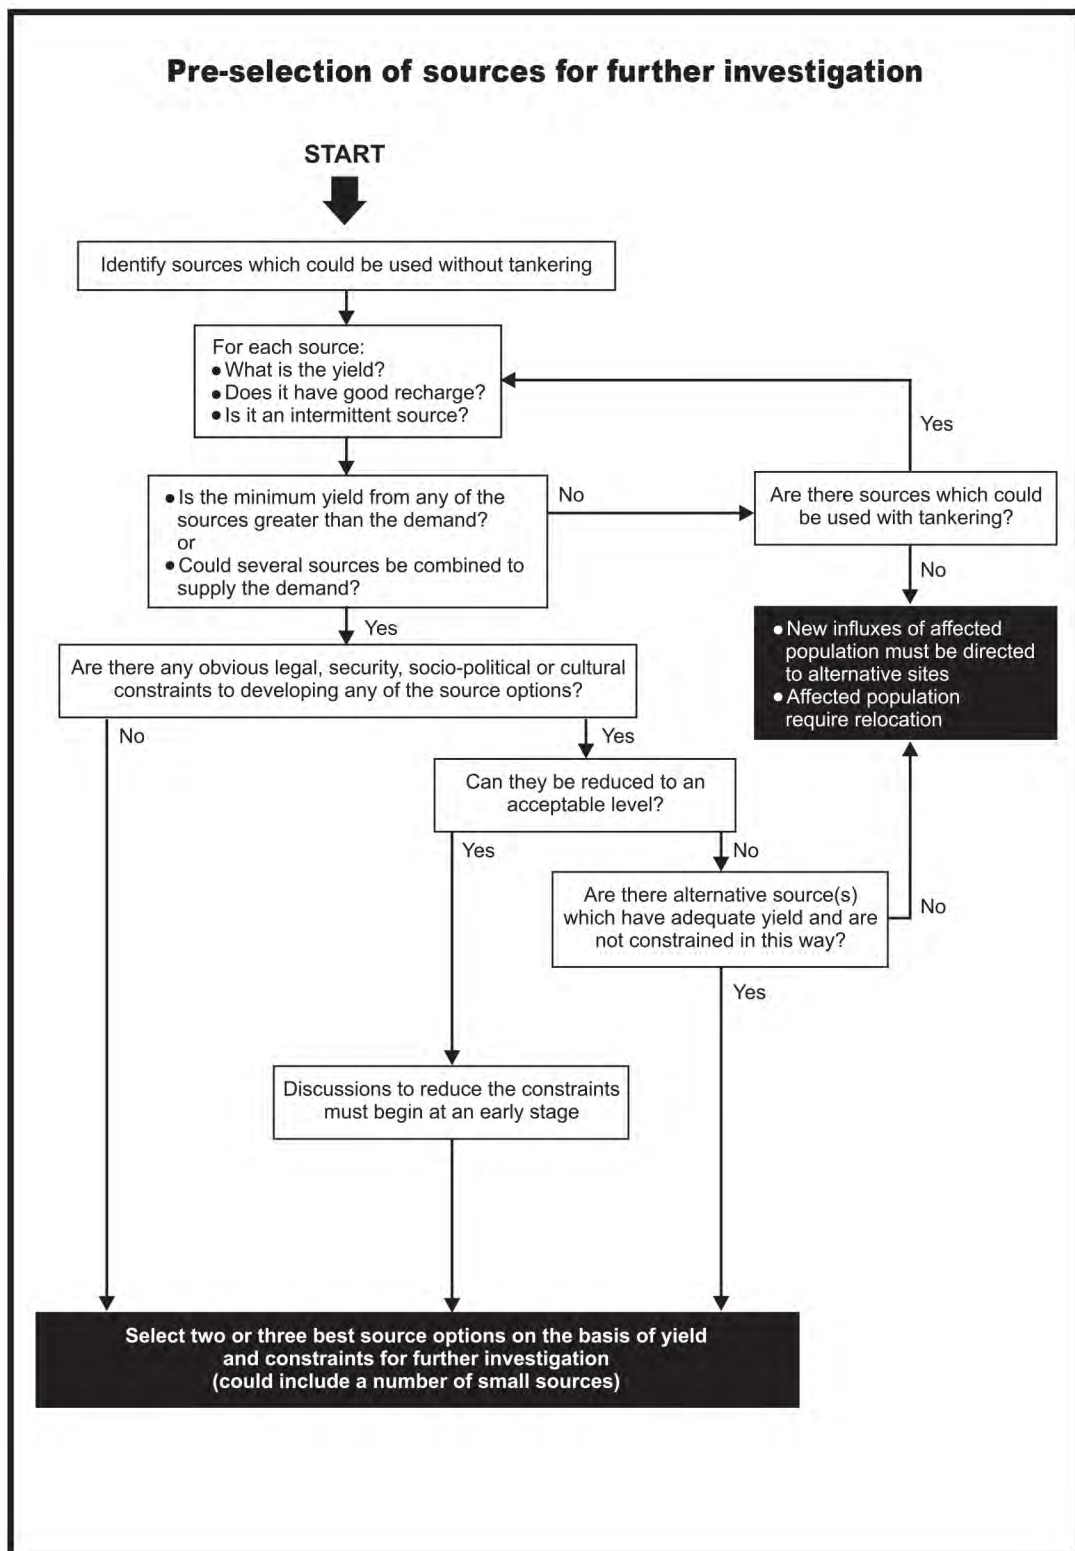 Pre-selection of sources for further investigation
START
Identify sources which could be used without tankering
For each source:
● What is the yield?
● Does it have good recharge?
● Is it an intermittent source?
Yes
● Is the minimum yield from any of the
sources greater than the demand?
or
● Could several sources be combined to
supply the demand?
No
Are there sources which could
be used with tankering?
No
Yes
● New influxes of affected
population must be directed
to alternative sites
● Affected population
require relocation
Are there any obvious legal, security, socio-political or cultural
constraints to developing any of the source options?
No
Yes
Can they be reduced to an
acceptable level?
Yes
No
Are there alternative source(s)
which have adequate yield and are
not constrained in this way?
No
Yes
Discussions to reduce the constraints
must begin at an early stage
Select two or three best source options on the basis of yield
and constraints for further investigation
(could include a number of small sources)